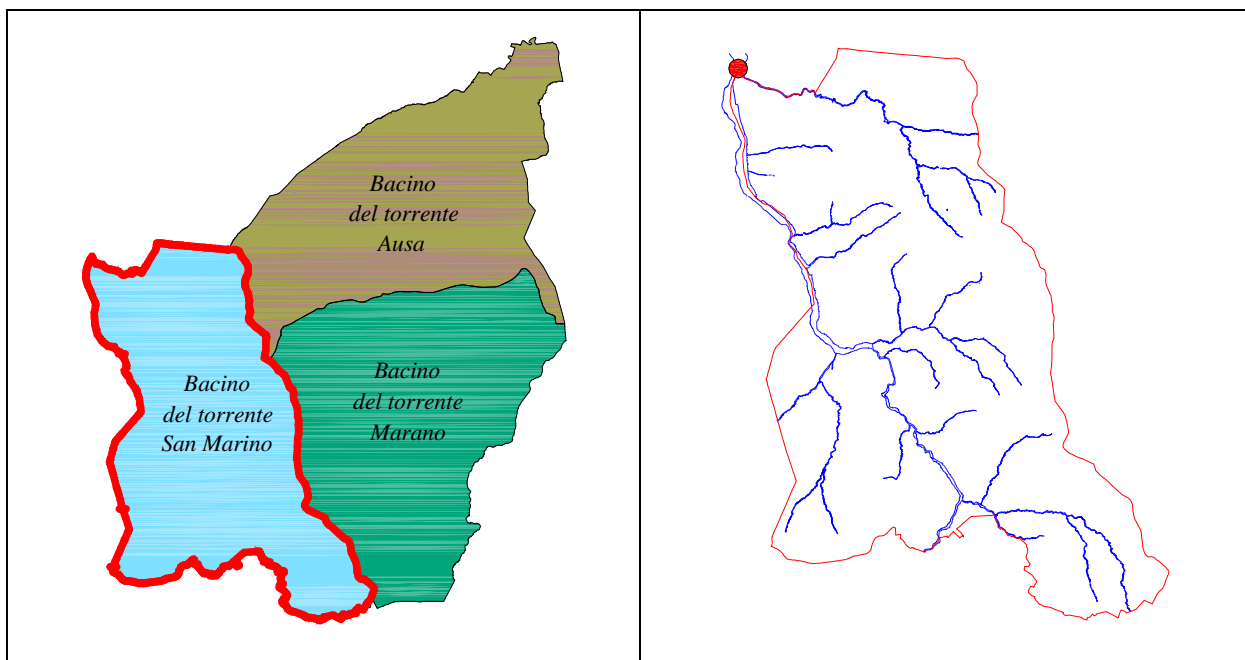 Bacino
del torrente
Ausa
Bacino
del torrente
San Marino
Bacino
del torrente
Marano